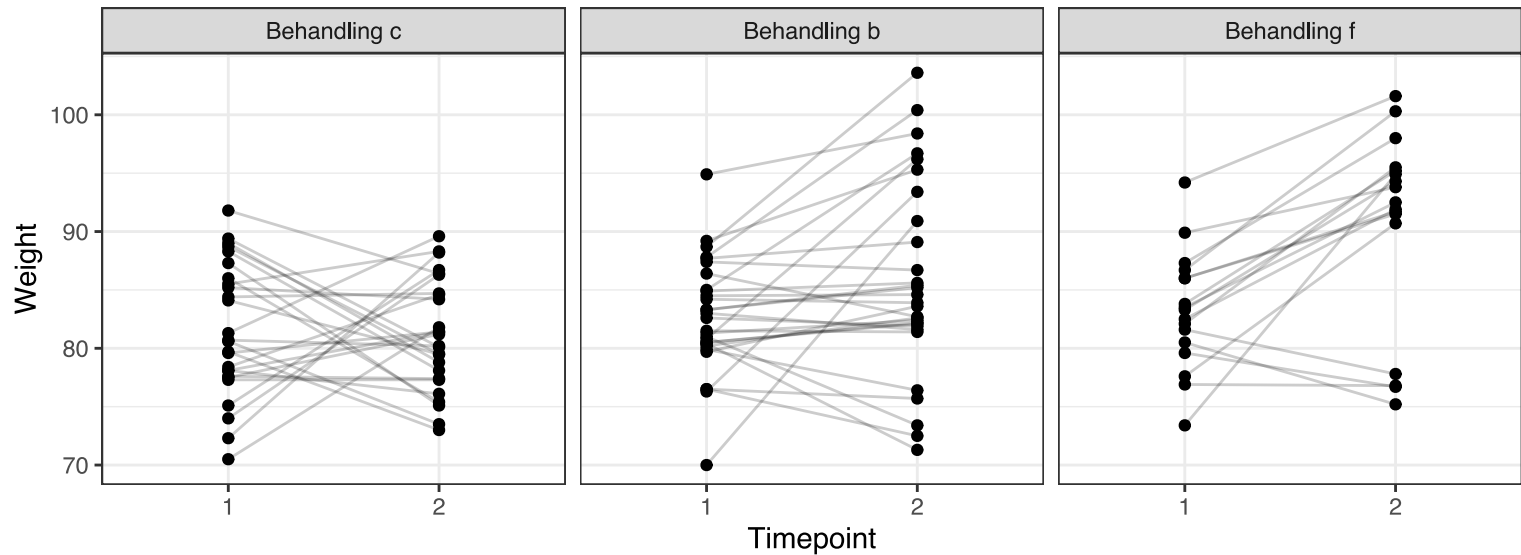 Behandling c
Behandling b
Behandling f
Weight
100
90
80
70
1
2
1
2
1
2
Timepoint